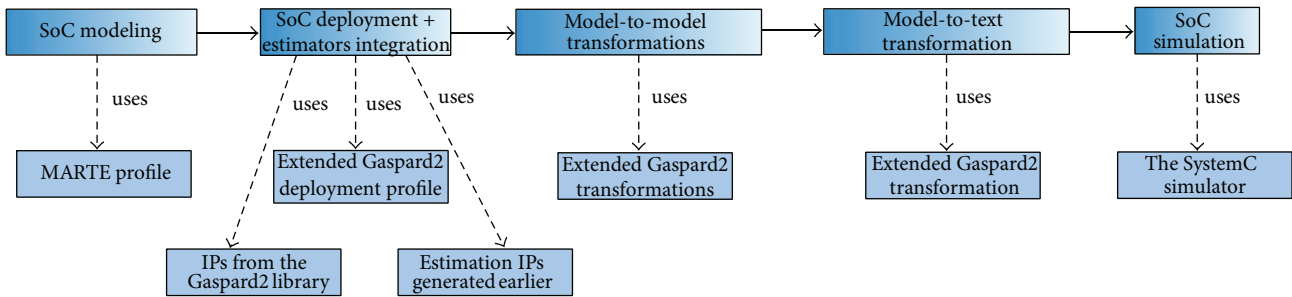 SoC modeling
SoC deployment +
estimators integration
Model-to-model
transformations
Model-to-text
transformation
SoC
simulation
uses
uses
uses
uses
uses
uses
uses
MARTE profile
Extended Gaspard2
deployment profile
Extended Gaspard2
transformations
Extended Gaspard2
transformation
The SystemC
simulator
IPs from the
Gaspard2 library
Estimation IPs
generated earlier